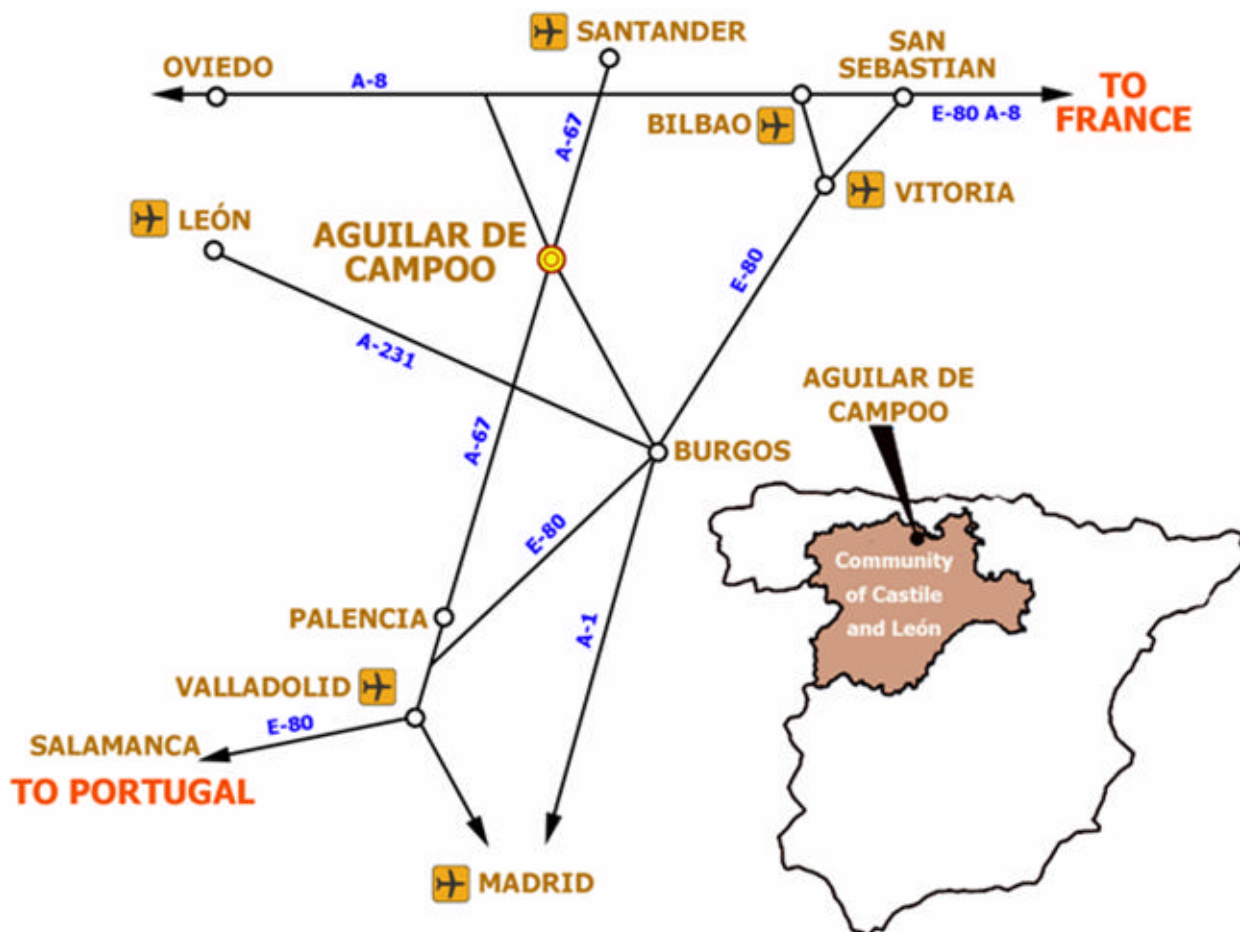 SANTANDER
OVIEDO
A-8
SAN
SEBASTIAN
TO
FRANCE
E-80 A-8
BILBAO
A-67
VITORIA
LEÓN
AGUILAR DE
CAMPOO
E-80
A-231
AGUILAR DE
CAMPOO
A-67
BURGOS
E-80
Community
of Castile
and León
PALENCIA
A-1
VALLADOLID
E-80
SALAMANCA
TO PORTUGAL
MADRID